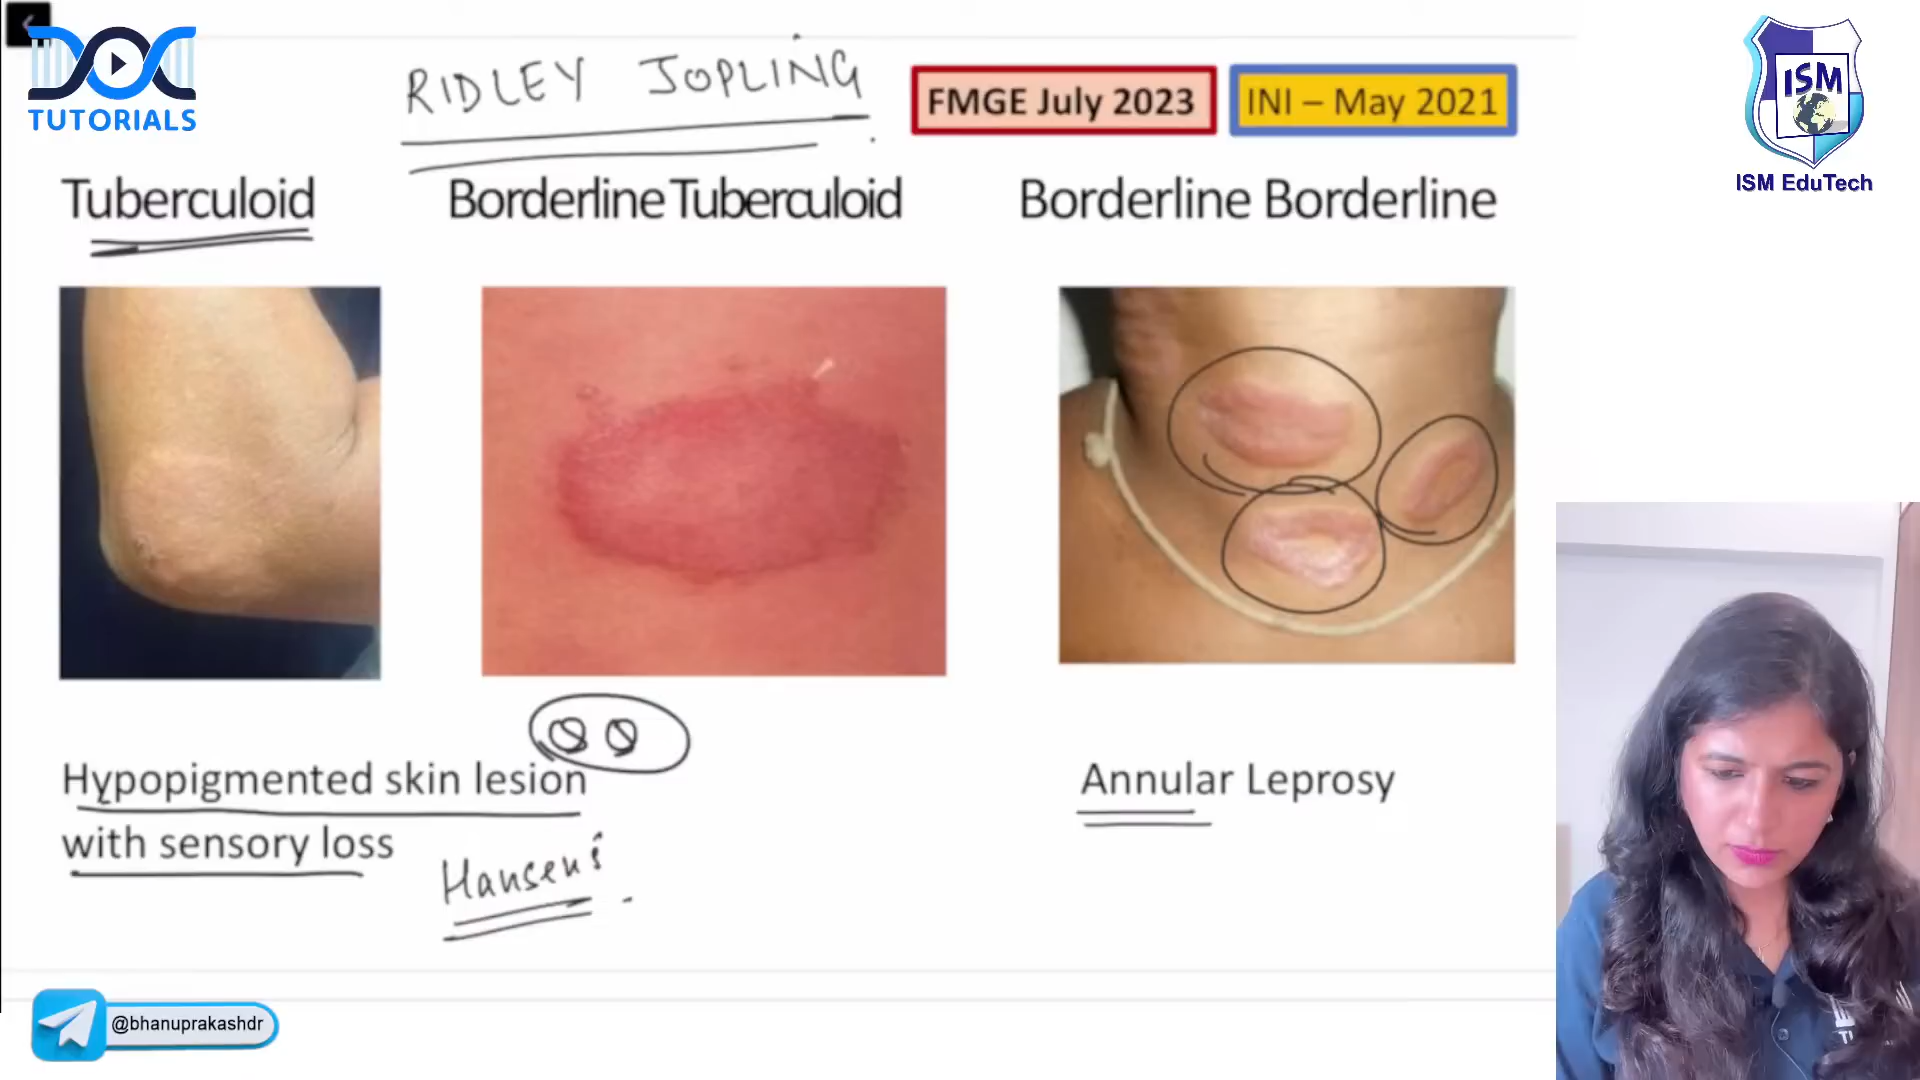 DOC
TUTORIALS
RIDLEY JOPLING
FMGE July 2023
INI – May 2021
ISM
ISM EduTech
Tuberculoid
Borderline Tuberculoid
Borderline Borderline
Hypopigmented skin lesion
with sensory loss
Hansen's
Annular Leprosy
@bhanuprakashdr